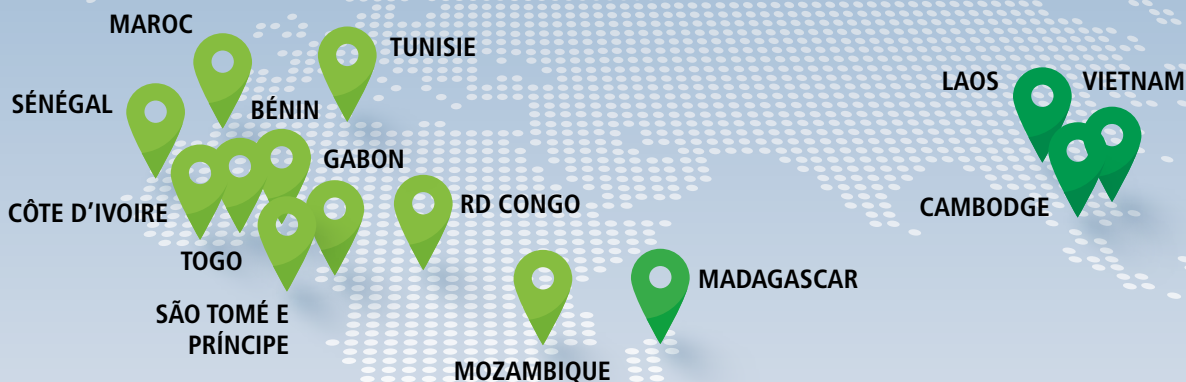 MAROC
TUNISIE
LAOS
VIETNAM
SÉNÉGAL
BÉNIN
GABON
CÔTE D’IVOIRE
RD CONGO
CAMBODGE
TOGO
MADAGASCAR
SÃO TOMÉ E
PRÍNCIPE
MOZAMBIQUE